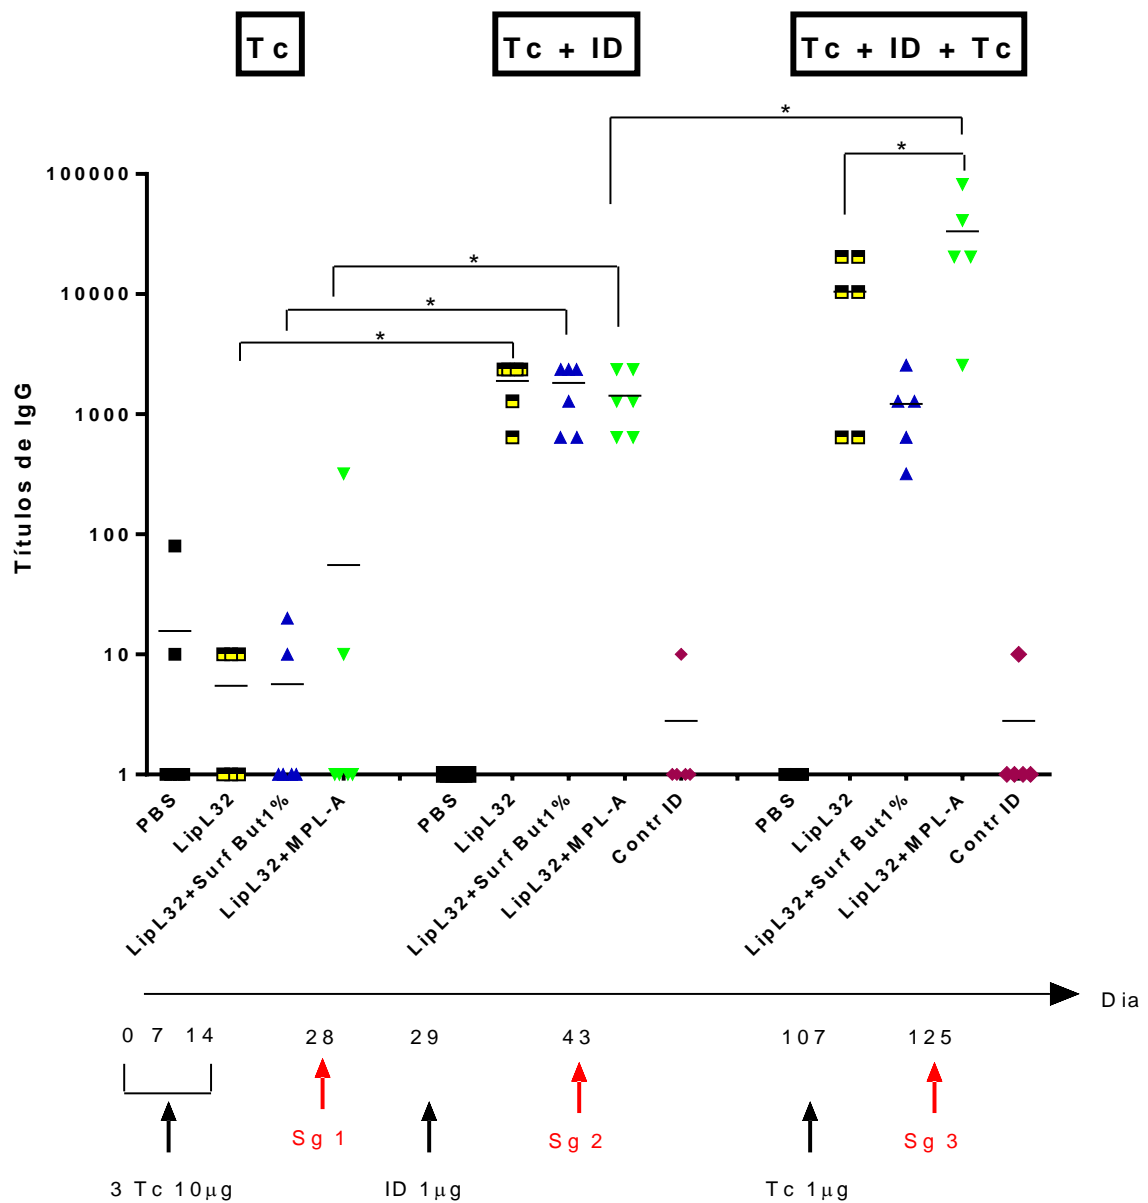 Tc
Tc + ID
Tc + ID + Tc
*
*
*
*
*
Títulos de IgG
100000
10000
1000
100
10
1
PBS
LipL32
LipL32+Surf But1%
LipL32+MPL-A
PBS
LipL32
LipL32+Surf But1%
LipL32+MPL-A
Contr ID
PBS
LipL32
LipL32+Surf But1%
LipL32+MPL-A
Contr ID
Dia
0 7 14 28 29 43 107 125
Sg 1 Sg 2 Sg 3
3 Tc 10µg ID 1µg Tc 1µg